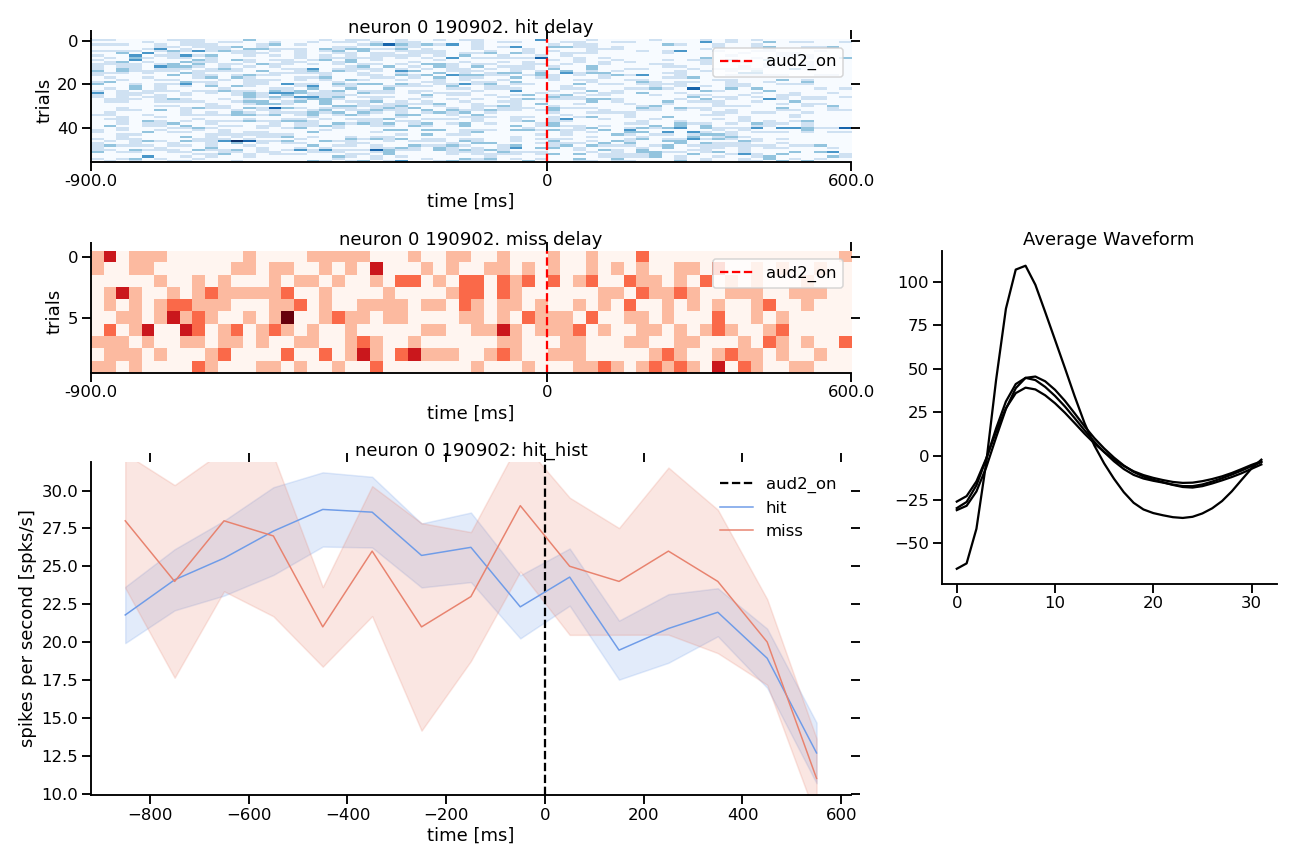 neuron 0 190902. hit delay
0
20
40
trials
aud2_on
-900.0
0
600.0
time [ms]
neuron 0 190902. miss delay
0
5
trials
aud2_on
-900.0
0
600.0
time [ms]
neuron 0 190902: hit_hist
30.0
27.5
25.0
22.5
20.0
17.5
15.0
12.5
10.0
spikes per second [spks/s]
aud2_on
hit
miss
−800
−600
−400
−200
0
200
400
600
time [ms]
Average Waveform
100
75
50
25
0
−25
−50
0
10
20
30